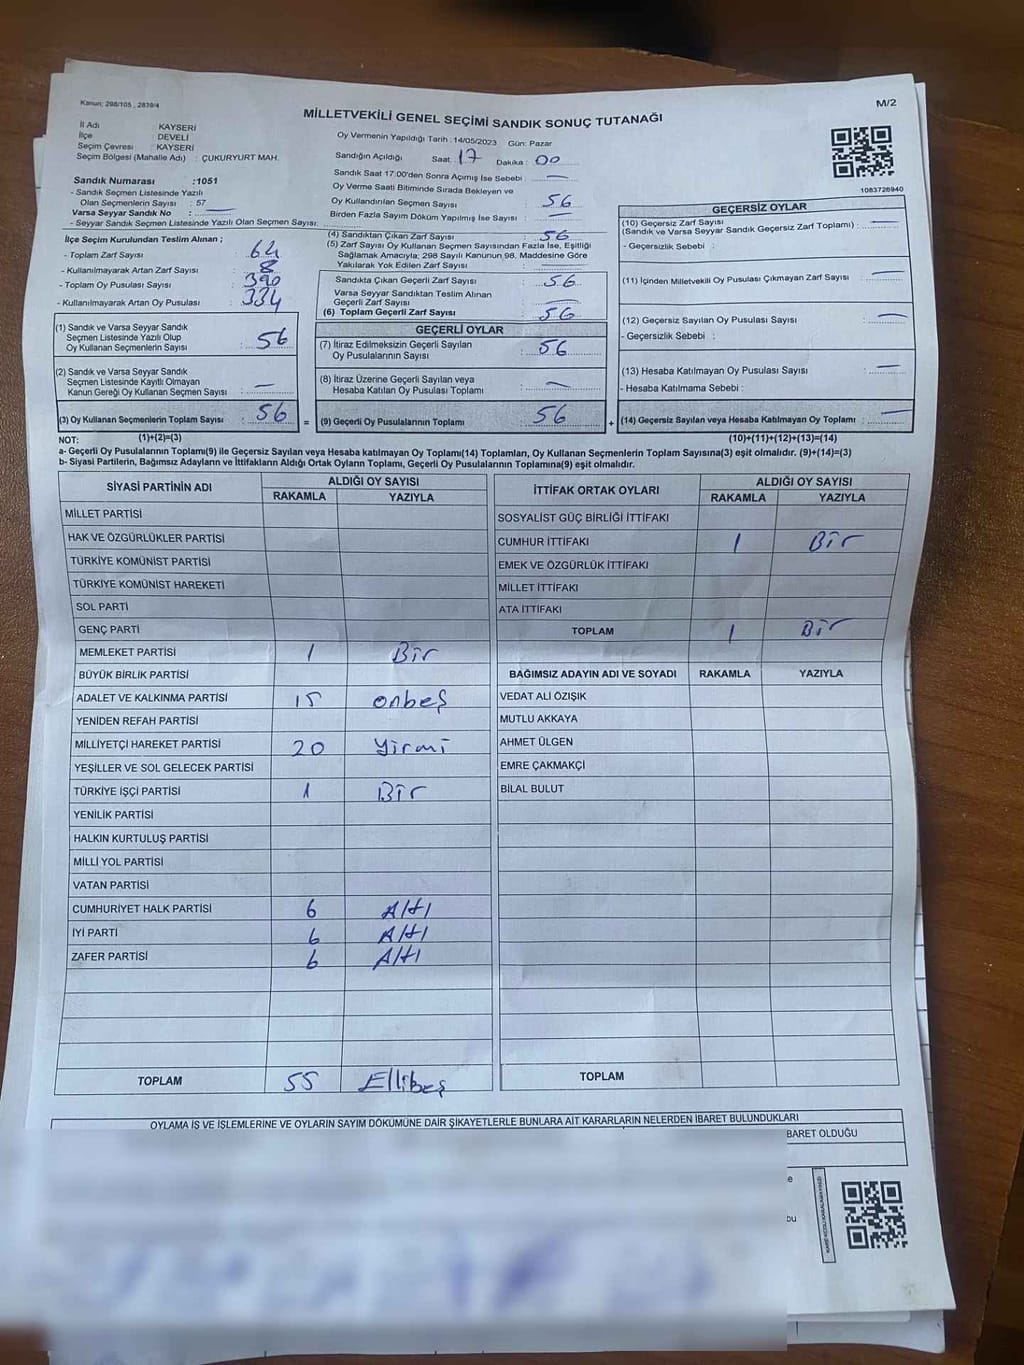 Kanun; 298/105 , 2839/4
M/2
MİLLETVEKİLİ GENEL SEÇİMİ SANDIK SONUÇ TUTANAĞI
İl Adı : KAYSERİ
İlçe : DEVELİ
Seçim Çevresi : KAYSERİ
Seçim Bölgesi (Mahalle Adı) : ÇUKURYURT MAH.
Sandık Numarası :1051
- Sandık Seçmen Listesinde Yazılı
Olan Seçmenlerin Sayısı : 57
Varsa Seyyar Sandık No : —
- Seyyar Sandık Seçmen Listesinde Yazılı Olan Seçmen Sayısı:
Oy Vermenin Yapıldığı Tarih :14/05/2023 Gün: Pazar
Sandığın Açıldığı Saat: 17 Dakika : 00
Sandık Saat 17:00'den Sonra Açımış İse Sebebi : —
Oy Verme Saati Bitiminde Sırada Bekleyen ve
Oy Kullandırılan Seçmen Sayısı : 56
Birden Fazla Sayım Döküm Yapılmış İse Sayısı : —
1083726940
İlçe Seçim Kurulundan Teslim Alınan ;
- Toplam Zarf Sayısı : 64
- Kullanılmayarak Artan Zarf Sayısı : 8
- Toplam Oy Pusulası Sayısı : 390
- Kullanılmayarak Artan Oy Pusulası : 334
(4) Sandıktan Çıkan Zarf Sayısı : 56
(5) Zarf Sayısı Oy Kullanan Seçmen Sayısından Fazla İse, Eşitliği
Sağlamak Amacıyla; 298 Sayılı Kanunun 98. Maddesine Göre
Yakılarak Yok Edilen Zarf Sayısı : —
Sandıkta Çıkan Geçerli Zarf Sayısı : 56
Varsa Seyyar Sandıktan Teslim Alınan
Geçerli Zarf Sayısı : —
(6) Toplam Geçerli Zarf Sayısı : 56
GEÇERSİZ OYLAR
(10) Geçersiz Zarf Sayısı
(Sandık ve Varsa Seyyar Sandık Geçersiz Zarf Toplamı) : —
- Geçersizlik Sebebi :
(11) İçinden Milletvekili Oy Pusulası Çıkmayan Zarf Sayısı : —
(12) Geçersiz Sayılan Oy Pusulası Sayısı : —
- Geçersizlik Sebebi :
(13) Hesaba Katılmayan Oy Pusulası Sayısı : —
- Hesaba Katılmama Sebebi :
(14) Geçersiz Sayılan veya Hesaba Katılmayan Oy Toplamı : —
(1) Sandık ve Varsa Seyyar Sandık
Seçmen Listesinde Yazılı Olup
Oy Kullanan Seçmenlerin Sayısı : 56
(2) Sandık ve Varsa Seyyar Sandık
Seçmen Listesinde Kayıtlı Olmayan
Kanun Gereği Oy Kullanan Seçmen Sayısı : —
(3) Oy Kullanan Seçmenlerin Toplam Sayısı : 56 =
GEÇERLİ OYLAR
(7) İtiraz Edilmeksizin Geçerli Sayılan
Oy Pusulalarının Sayısı : 56
(8) İtiraz Üzerine Geçerli Sayılan veya
Hesaba Katılan Oy Pusulası Toplamı : —
(9) Geçerli Oy Pusulalarının Toplamı : 56 +
NOT: (1)+(2)=(3) (10)+(11)+(12)+(13)=(14)
a- Geçerli Oy Pusulalarının Toplamı(9) ile Geçersiz Sayılan veya Hesaba katılmayan Oy Toplamı(14) Toplamları, Oy Kullanan Seçmenlerin Toplam Sayısına(3) eşit olmalıdır. (9)+(14)=(3)
b- Siyasi Partilerin, Bağımsız Adayların ve İttifakların Aldığı Ortak Oyların Toplamı, Geçerli Oy Pusulalarının Toplamına(9) eşit olmalıdır.
SİYASİ PARTİNİN ADI ALDIĞI OY SAYISI
RAKAMLA YAZIYLA
MİLLET PARTİSİ
HAK VE ÖZGÜRLÜKLER PARTİSİ
TÜRKİYE KOMÜNİST PARTİSİ
TÜRKİYE KOMÜNİST HAREKETİ
SOL PARTİ
GENÇ PARTİ
MEMLEKET PARTİSİ 1 Bir
BÜYÜK BİRLİK PARTİSİ
ADALET VE KALKINMA PARTİSİ 15 onbeş
YENİDEN REFAH PARTİSİ
MİLLİYETÇİ HAREKET PARTİSİ 20 Yirmi
YEŞİLLER VE SOL GELECEK PARTİSİ
TÜRKİYE İŞÇİ PARTİSİ 1 Bir
YENİLİK PARTİSİ
HALKIN KURTULUŞ PARTİSİ
MİLLİ YOL PARTİSİ
VATAN PARTİSİ
CUMHURİYET HALK PARTİSİ 6 Altı
İYİ PARTİ 6 Altı
ZAFER PARTİSİ 6 Altı
TOPLAM 55 Ellibeş
İTTİFAK ORTAK OYLARI ALDIĞI OY SAYISI
RAKAMLA YAZIYLA
SOSYALİST GÜÇ BİRLİĞİ İTTİFAKI
CUMHUR İTTİFAKI 1 Bir
EMEK VE ÖZGÜRLÜK İTTİFAKI
MİLLET İTTİFAKI
ATA İTTİFAKI
TOPLAM 1 Bir
BAĞIMSIZ ADAYIN ADI VE SOYADI RAKAMLA YAZIYLA
VEDAT ALİ ÖZIŞIK
MUTLU AKKAYA
AHMET ÜLGEN
EMRE ÇAKMAKÇİ
BİLAL BULUT
TOPLAM
OYLAMA İŞ VE İŞLEMLERİNE VE OYLARIN SAYIM DÖKÜMÜNE DAİR ŞİKAYETLERLE BUNLARA AİT KARARLARIN NELERDEN İBARET BULUNDUKLARI
BARET OLDUĞU
e
bu